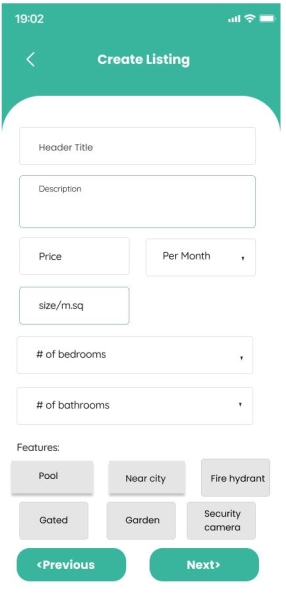 19:02
Create Listing
Header Title
Description
Price
Per Month
size/m.sq
# of bedrooms
# of bathrooms
Features:
Pool
Near city
Fire hydrant
Gated
Garden
Security
camera
<Previous
Next>